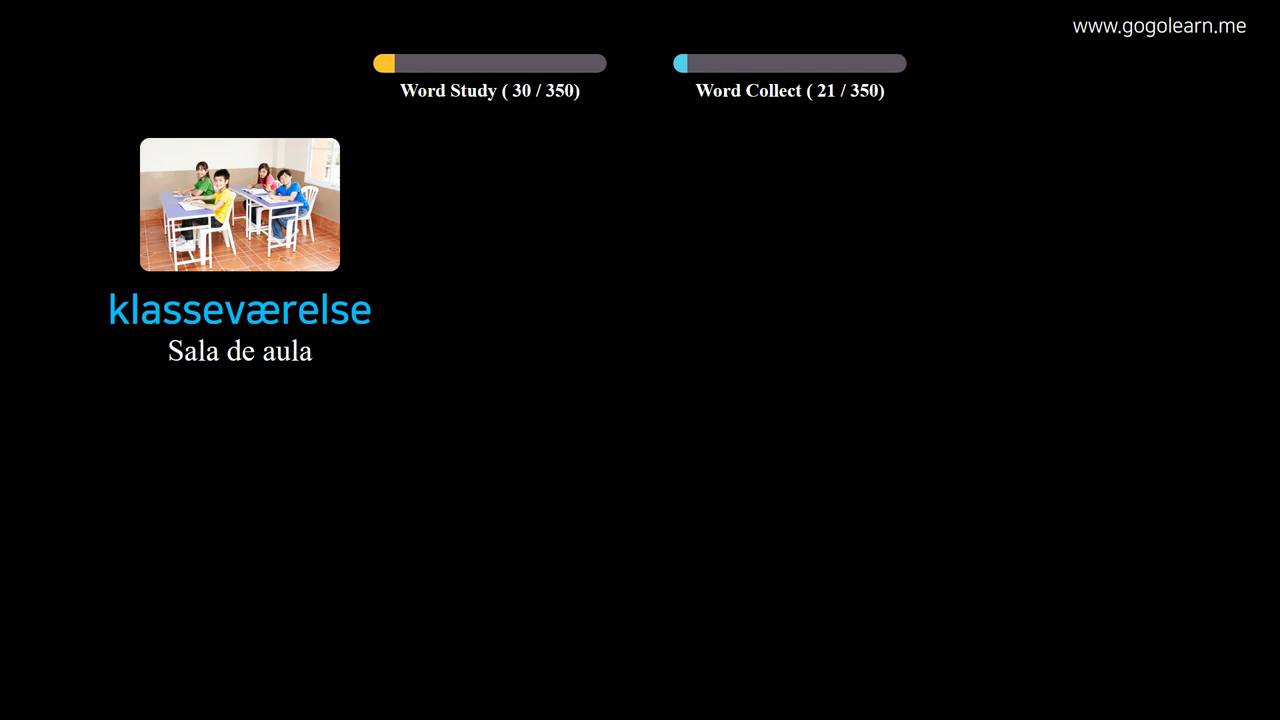 www.gogolearn.me
Word Study ( 30 / 350)
Word Collect ( 21 / 350)
klasseværelse
Sala de aula